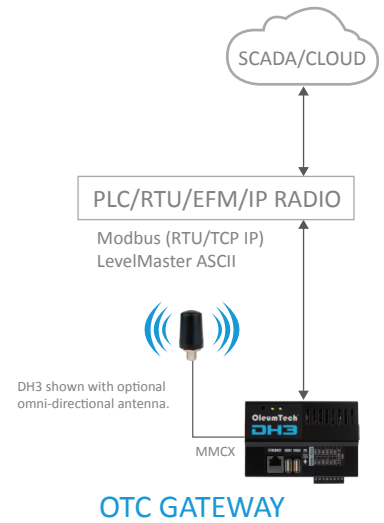 SCADA/CLOUD
PLC/RTU/EFM/IP RADIO
Modbus (RTU/TCP IP)
LevelMaster ASCII
DH3 shown with optional
omni-directional antenna.
MMCX
OleumTech
DH3
ETHERNET
OTC GATEWAY